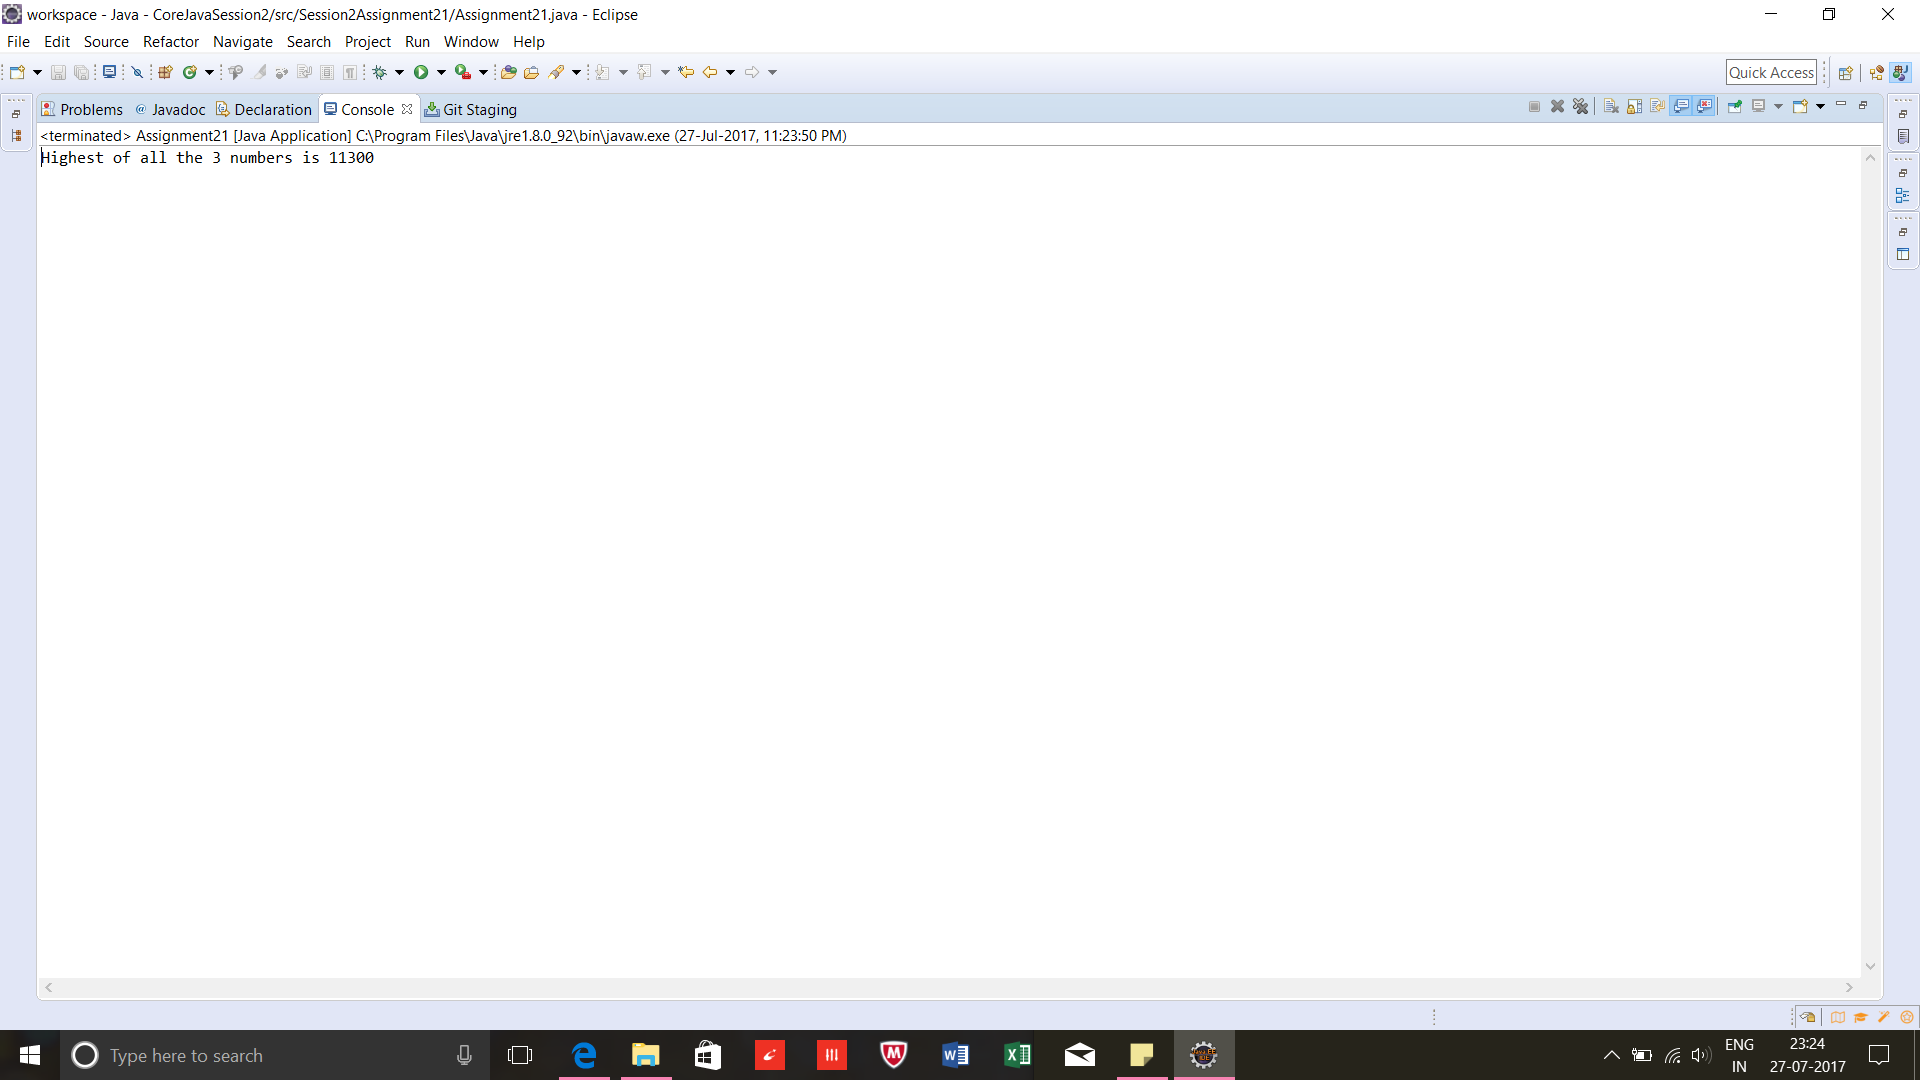 workspace - Java - CoreJavaSession2/src/Session2Assignment21/Assignment21.java - Eclipse
File Edit Source Refactor Navigate Search Project Run Window Help
Quick Access
Problems @ Javadoc Declaration Console Git Staging
<terminated> Assignment21 [Java Application] C:\Program Files\Java\jre1.8.0_92\bin\javaw.exe (27-Jul-2017, 11:23:50 PM)
Highest of all the 3 numbers is 11300
Type here to search
ENG
IN
23:24
27-07-2017